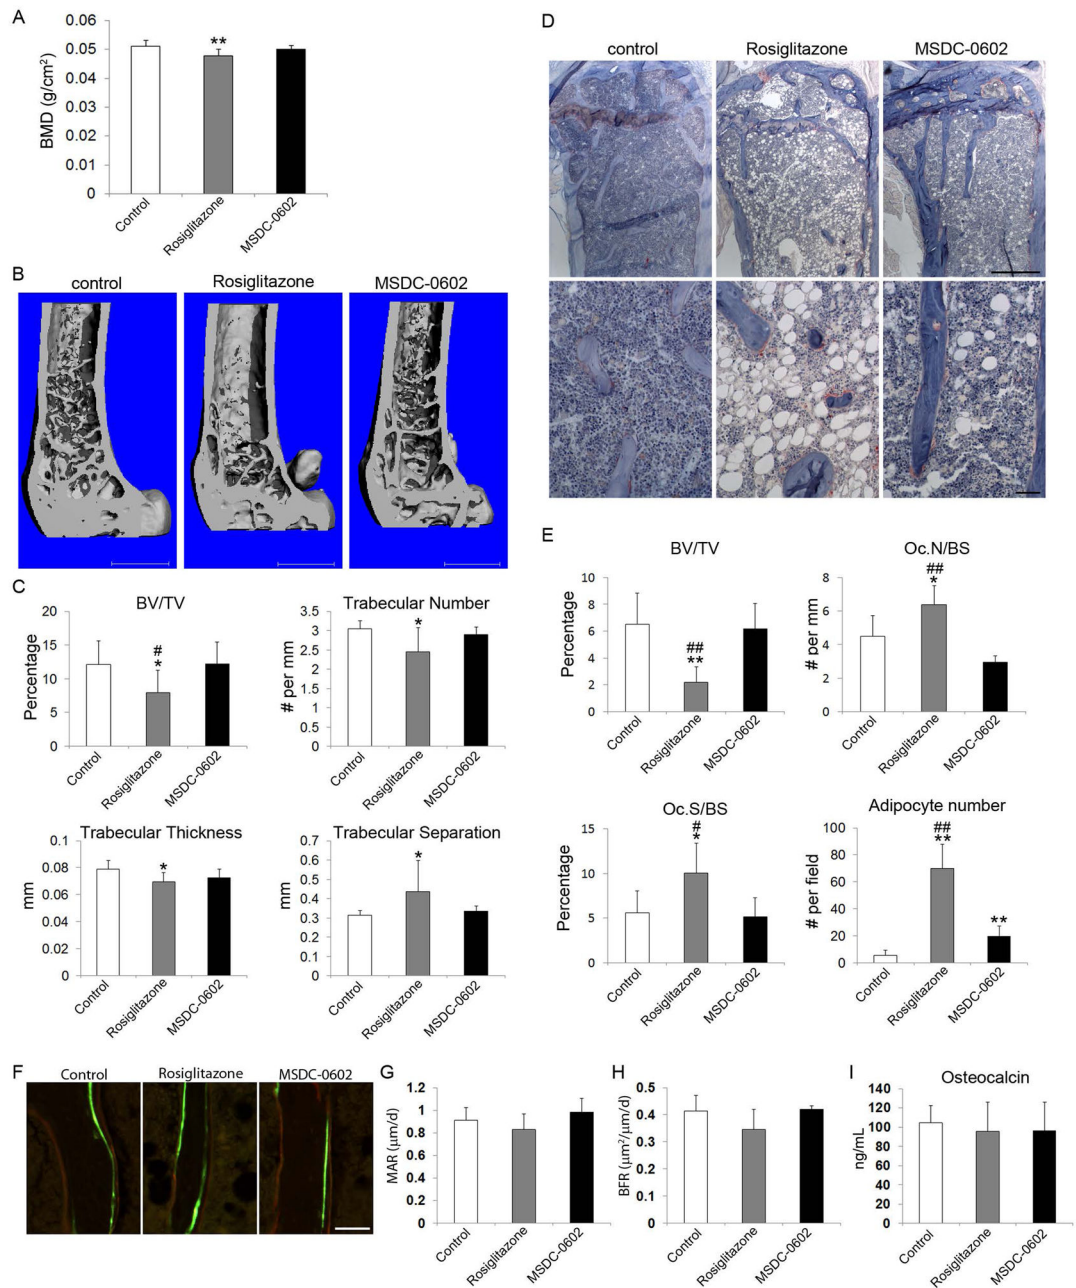 A
0.06
0.05
0.04
0.03
0.02
0.01
0
BMD (g/cm²)
**
Control
Rosiglitazone
MSDC-0602
B
control
Rosiglitazone
MSDC-0602
C
BV/TV
20
15
10
5
0
Percentage
#
*
Control
Rosiglitazone
MSDC-0602
Trabecular Number
3.5
3
2.5
2
1.5
1
0.5
0
# per mm
*
Control
Rosiglitazone
MSDC-0602
Trabecular Thickness
0.1
0.08
0.06
0.04
0.02
0
mm
*
Control
Rosiglitazone
MSDC-0602
Trabecular Separation
0.7
0.6
0.5
0.4
0.3
0.2
0.1
0
mm
*
Control
Rosiglitazone
MSDC-0602
D
control
Rosiglitazone
MSDC-0602
E
BV/TV
10
8
6
4
2
0
Percentage
##
**
Control
Rosiglitazone
MSDC-0602
Oc.N/BS
8
6
4
2
0
# per mm
##
*
Control
Rosiglitazone
MSDC-0602
Oc.S/BS
15
10
5
0
Percentage
#
*
Control
Rosiglitazone
MSDC-0602
Adipocyte number
100
80
60
40
20
0
# per field
##
**
**
Control
Rosiglitazone
MSDC-0602
F
Control
Rosiglitazone
MSDC-0602
G
1.2
1
0.8
0.6
0.4
0.2
0
MAR (μm/d)
Control
Rosiglitazone
MSDC-0602
H
0.5
0.4
0.3
0.2
0.1
0
BFR (μm²/μm/d)
Control
Rosiglitazone
MSDC-0602
I
Osteocalcin
140
120
100
80
60
40
20
0
ng/mL
Control
Rosiglitazone
MSDC-0602